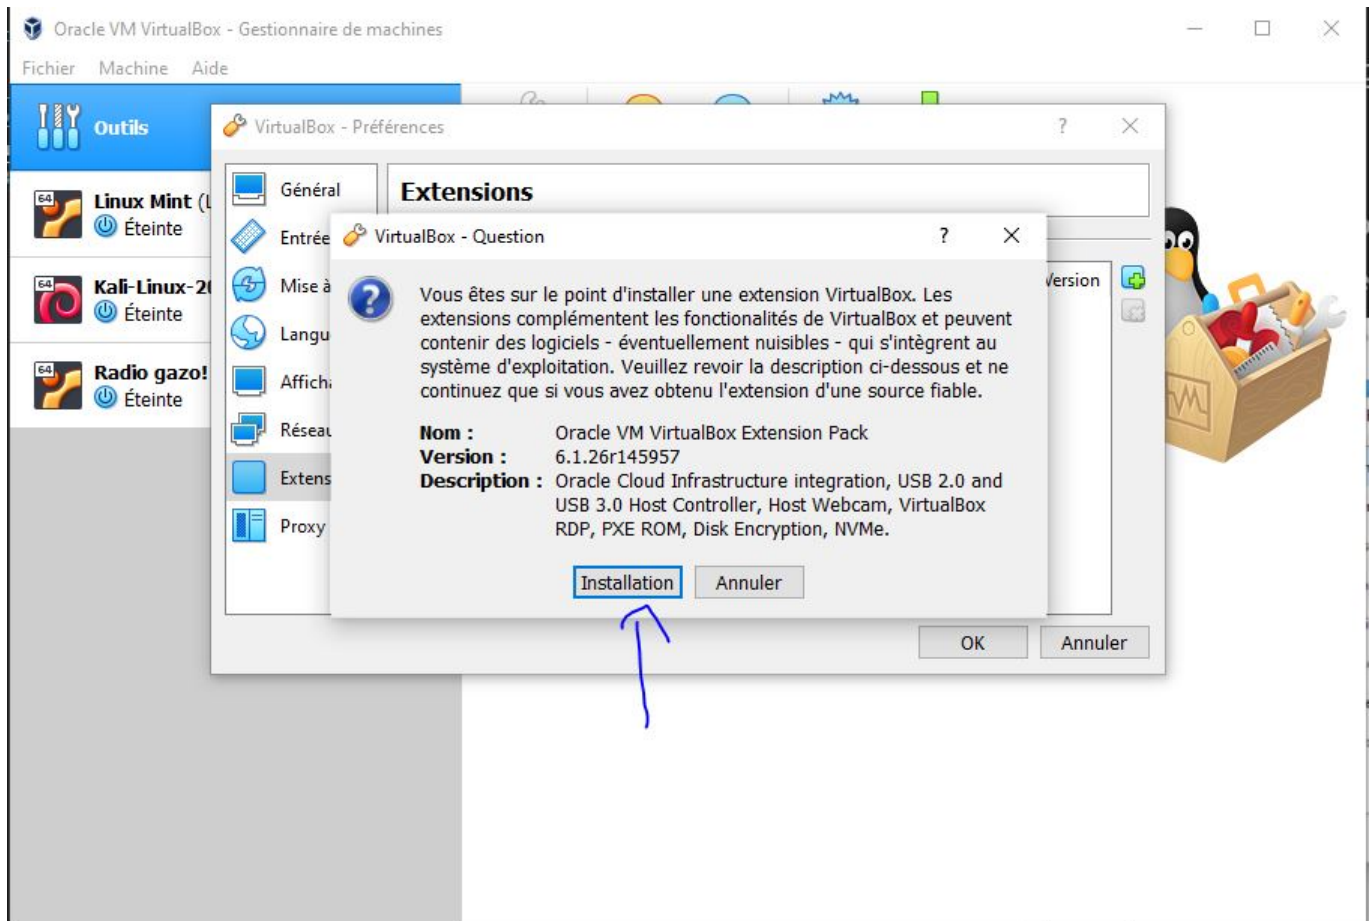 Oracle VM VirtualBox - Gestionnaire de machines
Fichier Machine Aide
Outils
VirtualBox - Préférences
Général
Extensions
64
Linux Mint (L
Éteinte
Entrée
VirtualBox - Question
64
Kali-Linux-20
Éteinte
Mise à
Version
Vous êtes sur le point d'installer une extension VirtualBox. Les
extensions complémentent les fonctionalités de VirtualBox et peuvent
contenir des logiciels - éventuellement nuisibles - qui s'intègrent au
système d'exploitation. Veuillez revoir la description ci-dessous et ne
continuez que si vous avez obtenu l'extension d'une source fiable.
Langu
64
Radio gazo!
Éteinte
Afficha
Réseau
Extens
Proxy
Nom : Oracle VM VirtualBox Extension Pack
Version : 6.1.26r145957
Description : Oracle Cloud Infrastructure integration, USB 2.0 and
USB 3.0 Host Controller, Host Webcam, VirtualBox
RDP, PXE ROM, Disk Encryption, NVMe.
Installation Annuler
OK Annuler
VM